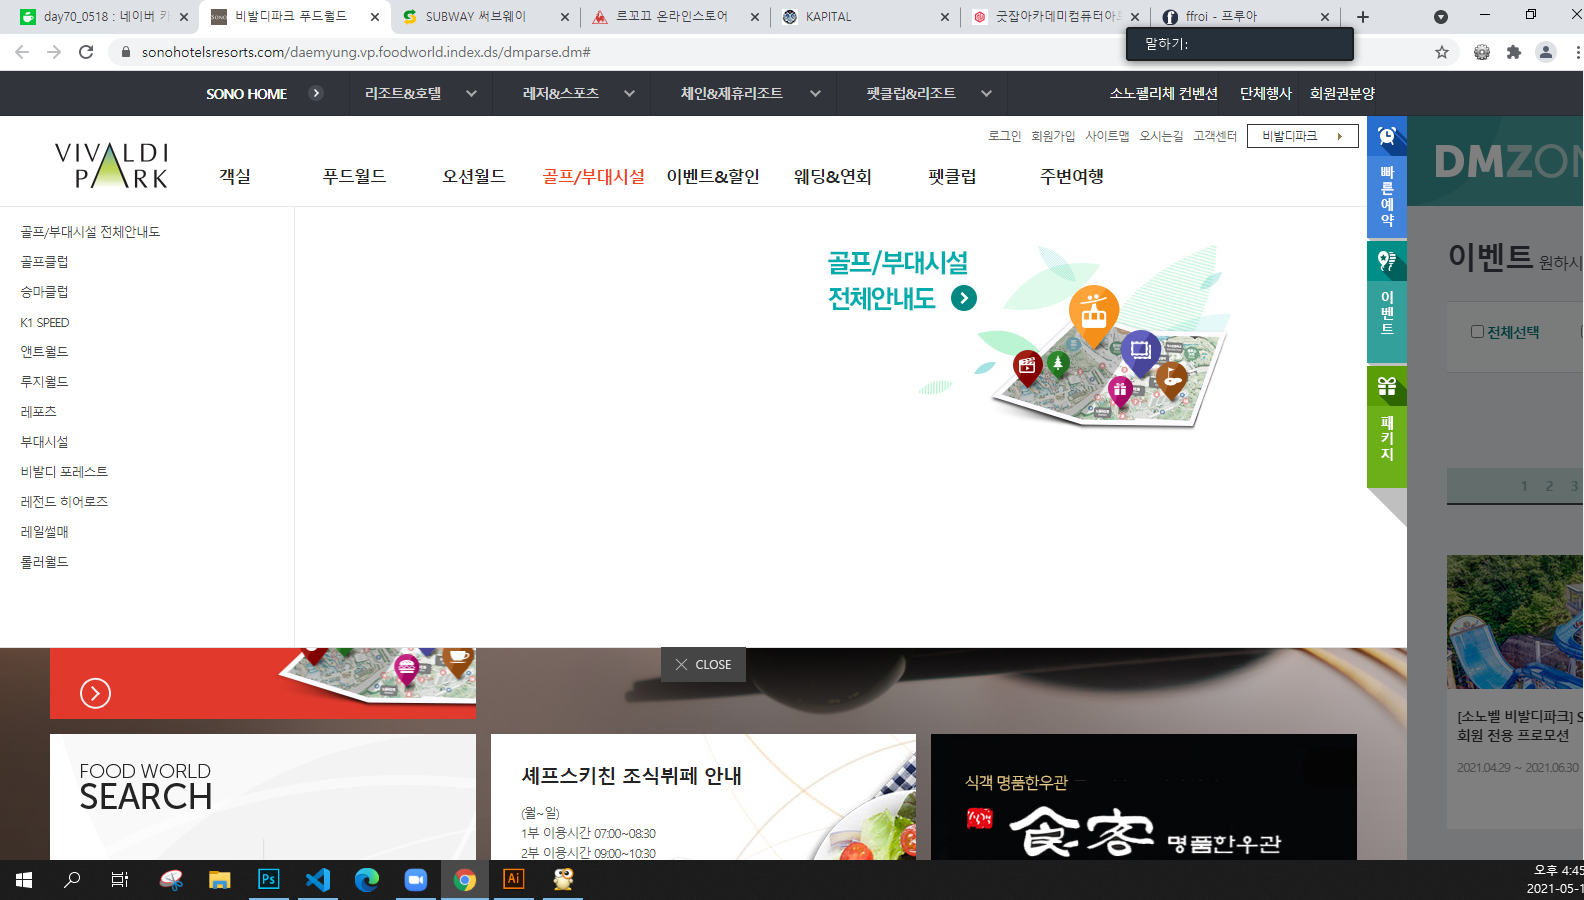 day70_0518 : 네이버 카
비발디파크 푸드월드
SUBWAY 써브웨이
르꼬끄 온라인스토어
KAPITAL
굿잡아카데미컴퓨터아트
ffroi - 프루아
sonohotelsresorts.com/daemyung.vp.foodworld.index.ds/dmparse.dm#
말하기:
SONO HOME
리조트&호텔
레저&스포츠
체인&제휴리조트
펫클럽&리조트
소노펠리체 컨벤션
단체행사
회원권분양
로그인 회원가입 사이트맵 오시는길 고객센터
비발디파크
VIVALDI
PARK
객실
푸드월드
오션월드
골프/부대시설
이벤트&할인
웨딩&연회
펫클럽
주변여행
빠른예약
이벤트
패키지
DMZON
이벤트 원하시
전체선택
1 2 3
골프/부대시설 전체안내도
골프클럽
승마클럽
K1 SPEED
앤트월드
루지월드
레포츠
부대시설
비발디 포레스트
레전드 히어로즈
레일썰매
롤러월드
골프/부대시설
전체안내도
CLOSE
[소노벨 비발디파크] S
회원 전용 프로모션
2021.04.29 ~ 2021.06.30
FOOD WORLD
SEARCH
셰프스키친 조식뷔페 안내
(월~일)
1부 이용시간 07:00~08:30
2부 이용시간 09:00~10:30
식객 명품한우관
식객
食客 명품한우관
Ps
Ai
오후 4:45
2021-05-1